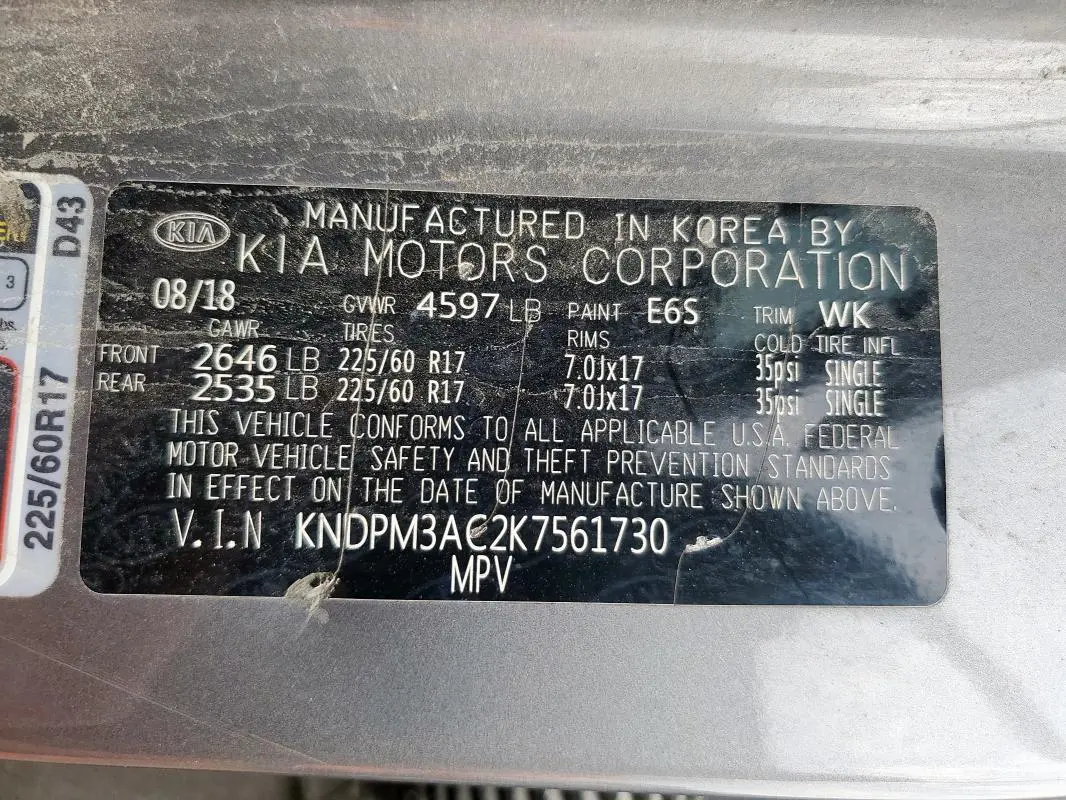 MANUFACTURED IN KOREA BY
KIA
KIA MOTORS CORPORATION
08/18 GVWR 4597 LB PAINT E6S TRIM WK
GAWR TIRES RIMS COLD TIRE INFL
FRONT 2646 LB 225/60 R17 7.0Jx17 35psi SINGLE
REAR 2535 LB 225/60 R17 7.0Jx17 35psi SINGLE
THIS VEHICLE CONFORMS TO ALL APPLICABLE U.S.A. FEDERAL
MOTOR VEHICLE SAFETY AND THEFT PREVENTION STANDARDS
IN EFFECT ON THE DATE OF MANUFACTURE SHOWN ABOVE.
V.I.N KNDPM3AC2K7561730
MPV
225/60R17 D43
3